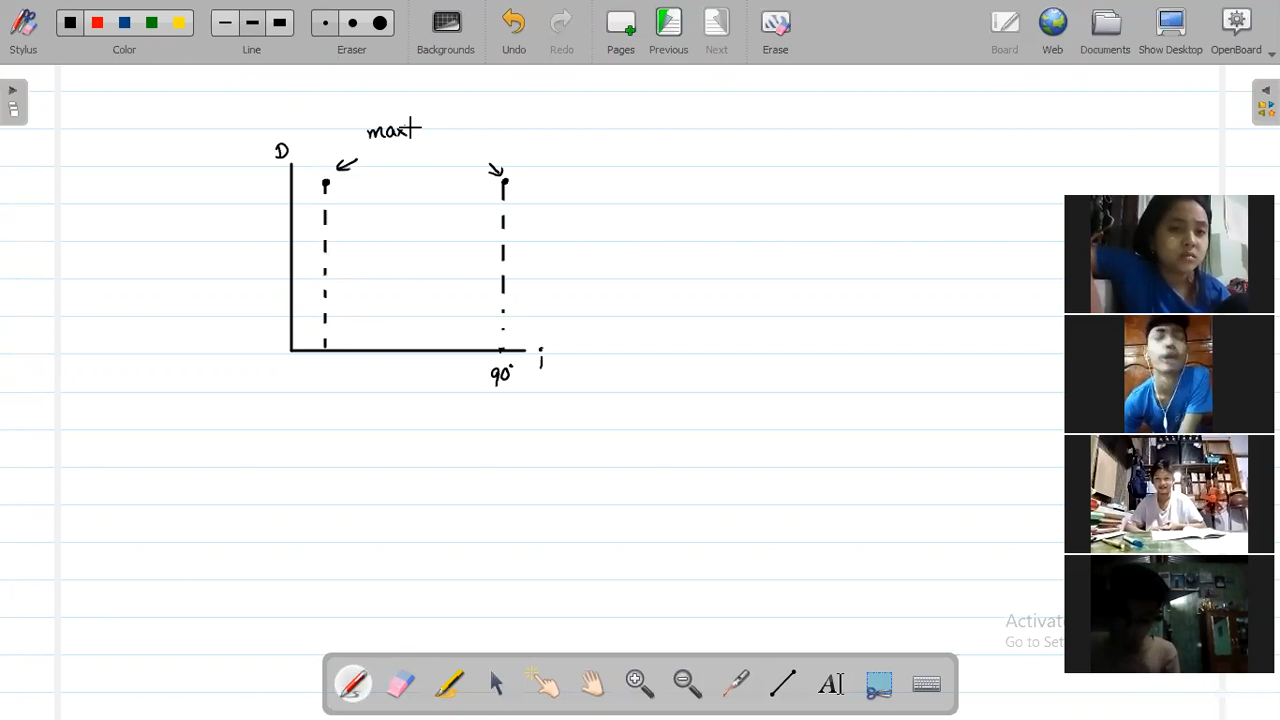 Stylus Color Line Eraser Backgrounds Undo Redo Pages Previous Next Erase Board Web Documents Show Desktop OpenBoard
max
D
i
90°
Activat
Go to Set
A